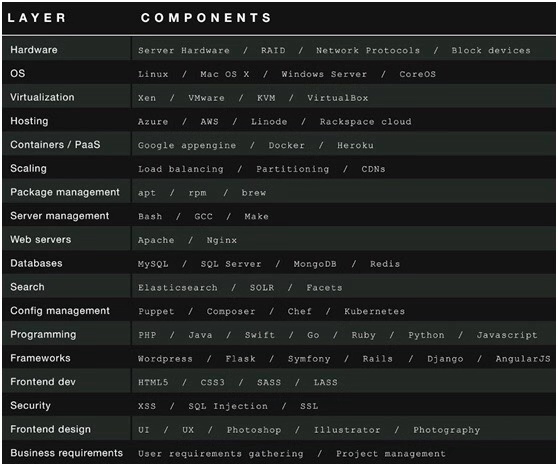 LAYER COMPONENTS
Hardware Server Hardware / RAID / Network Protocols / Block devices
OS Linux / Mac OS X / Windows Server / CoreOS
Virtualization Xen / VMware / KVM / VirtualBox
Hosting Azure / AWS / Linode / Rackspace cloud
Containers / PaaS Google appengine / Docker / Heroku
Scaling Load balancing / Partitioning / CDNs
Package management apt / rpm / brew
Server management Bash / GCC / Make
Web servers Apache / Nginx
Databases MySQL / SQL Server / MongoDB / Redis
Search Elasticsearch / SOLR / Facets
Config management Puppet / Composer / Chef / Kubernetes
Programming PHP / Java / Swift / Go / Ruby / Python / Javascript
Frameworks Wordpress / Flask / Symfony / Rails / Django / AngularJS
Frontend dev HTML5 / CSS3 / SASS / LASS
Security XSS / SQL Injection / SSL
Frontend design UI / UX / Photoshop / Illustrator / Photography
Business requirements User requirements gathering / Project management